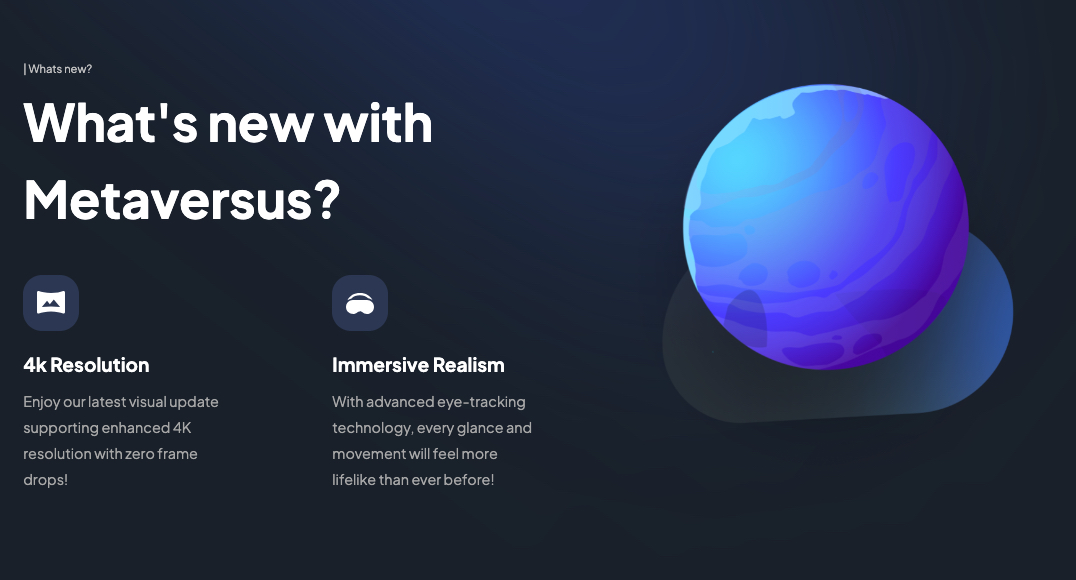 | Whats new?
What's new with
Metaversus?
4k Resolution
Enjoy our latest visual update
supporting enhanced 4K
resolution with zero frame
drops!
Immersive Realism
With advanced eye-tracking
technology, every glance and
movement will feel more
lifelike than ever before!